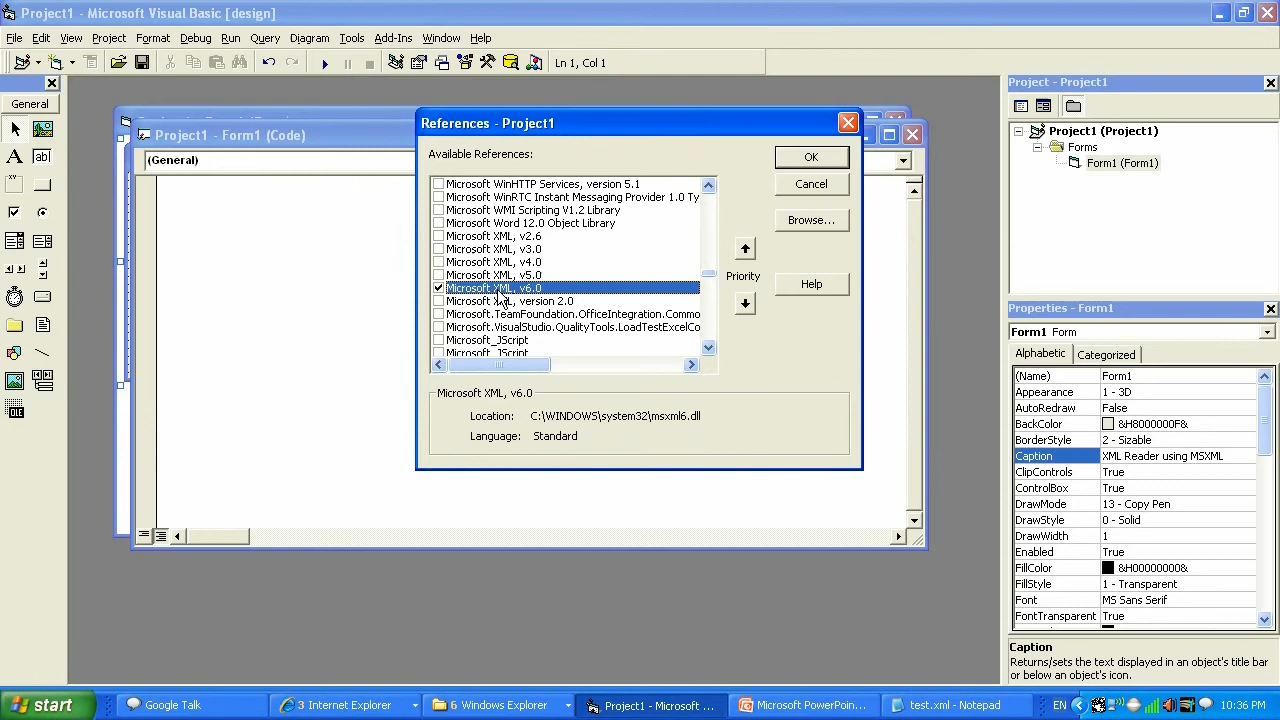 Project1 - Microsoft Visual Basic [design]
File Edit View Project Format Debug Run Query Diagram Tools Add-Ins Window Help
Ln 1, Col 1
General
A
ab|
xy
OLE
Project1 - Form1 (Code)
(General)
References - Project1
Available References:
Microsoft WinHTTP Services, version 5.1
Microsoft WinRTC Instant Messaging Provider 1.0 Ty
Microsoft WMI Scripting V1.2 Library
Microsoft Word 12.0 Object Library
Microsoft XML, v2.6
Microsoft XML, v3.0
Microsoft XML, v4.0
Microsoft XML, v5.0
Microsoft XML, v6.0
Microsoft XML, version 2.0
Microsoft.TeamFoundation.OfficeIntegration.Commo
Microsoft.VisualStudio.QualityTools.LoadTestExcelCo
Microsoft_JScript
Microsoft_JScript
OK
Cancel
Browse...
Priority
Help
Microsoft XML, v6.0
Location: C:\WINDOWS\system32\msxml6.dll
Language: Standard
Project - Project1
Project1 (Project1)
Forms
Form1 (Form1)
Properties - Form1
Form1 Form
Alphabetic Categorized
(Name) Form1
Appearance 1 - 3D
AutoRedraw False
BackColor &H8000000F&
BorderStyle 2 - Sizable
Caption XML Reader using MSXML
ClipControls True
ControlBox True
DrawMode 13 - Copy Pen
DrawStyle 0 - Solid
DrawWidth 1
Enabled True
FillColor &H00000000&
FillStyle 1 - Transparent
Font MS Sans Serif
FontTransparent True
Caption
Returns/sets the text displayed in an object's title bar
or below an object's icon.
start
Google Talk
3 Internet Explorer
6 Windows Explorer
Project1 - Microsoft ...
Microsoft PowerPoin...
test.xml - Notepad
EN
10:36 PM